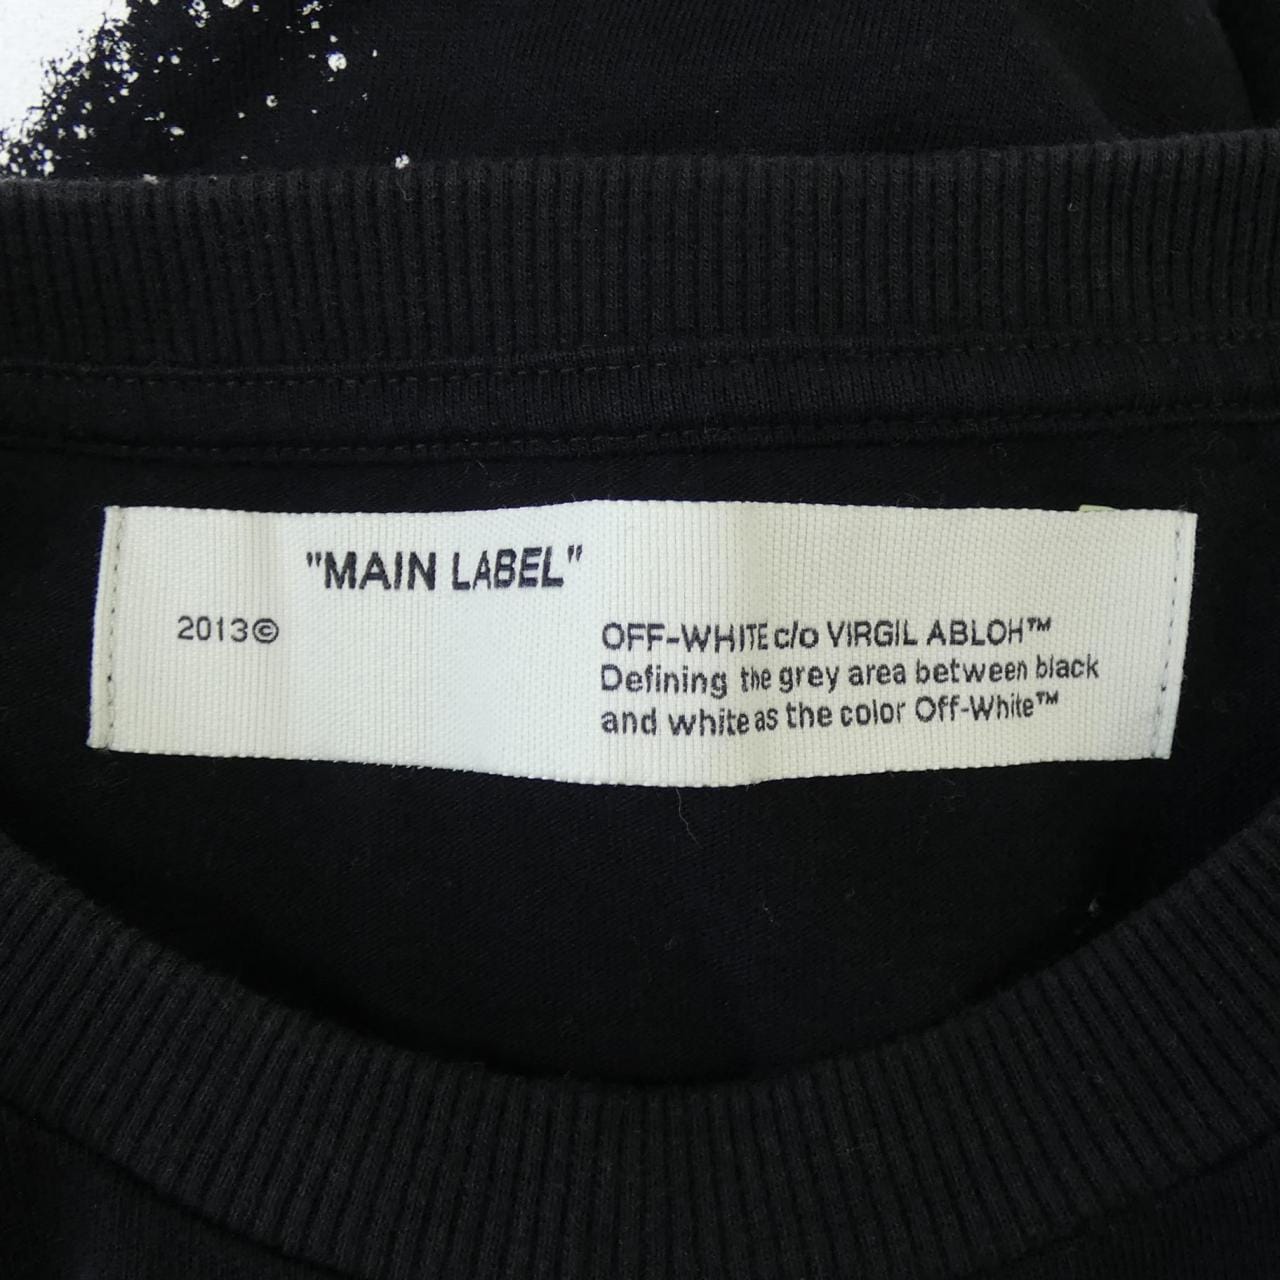 "MAIN LABEL"
2013©
OFF-WHITE c/o VIRGIL ABLOH™
Defining the grey area between black
and white as the color Off-White™